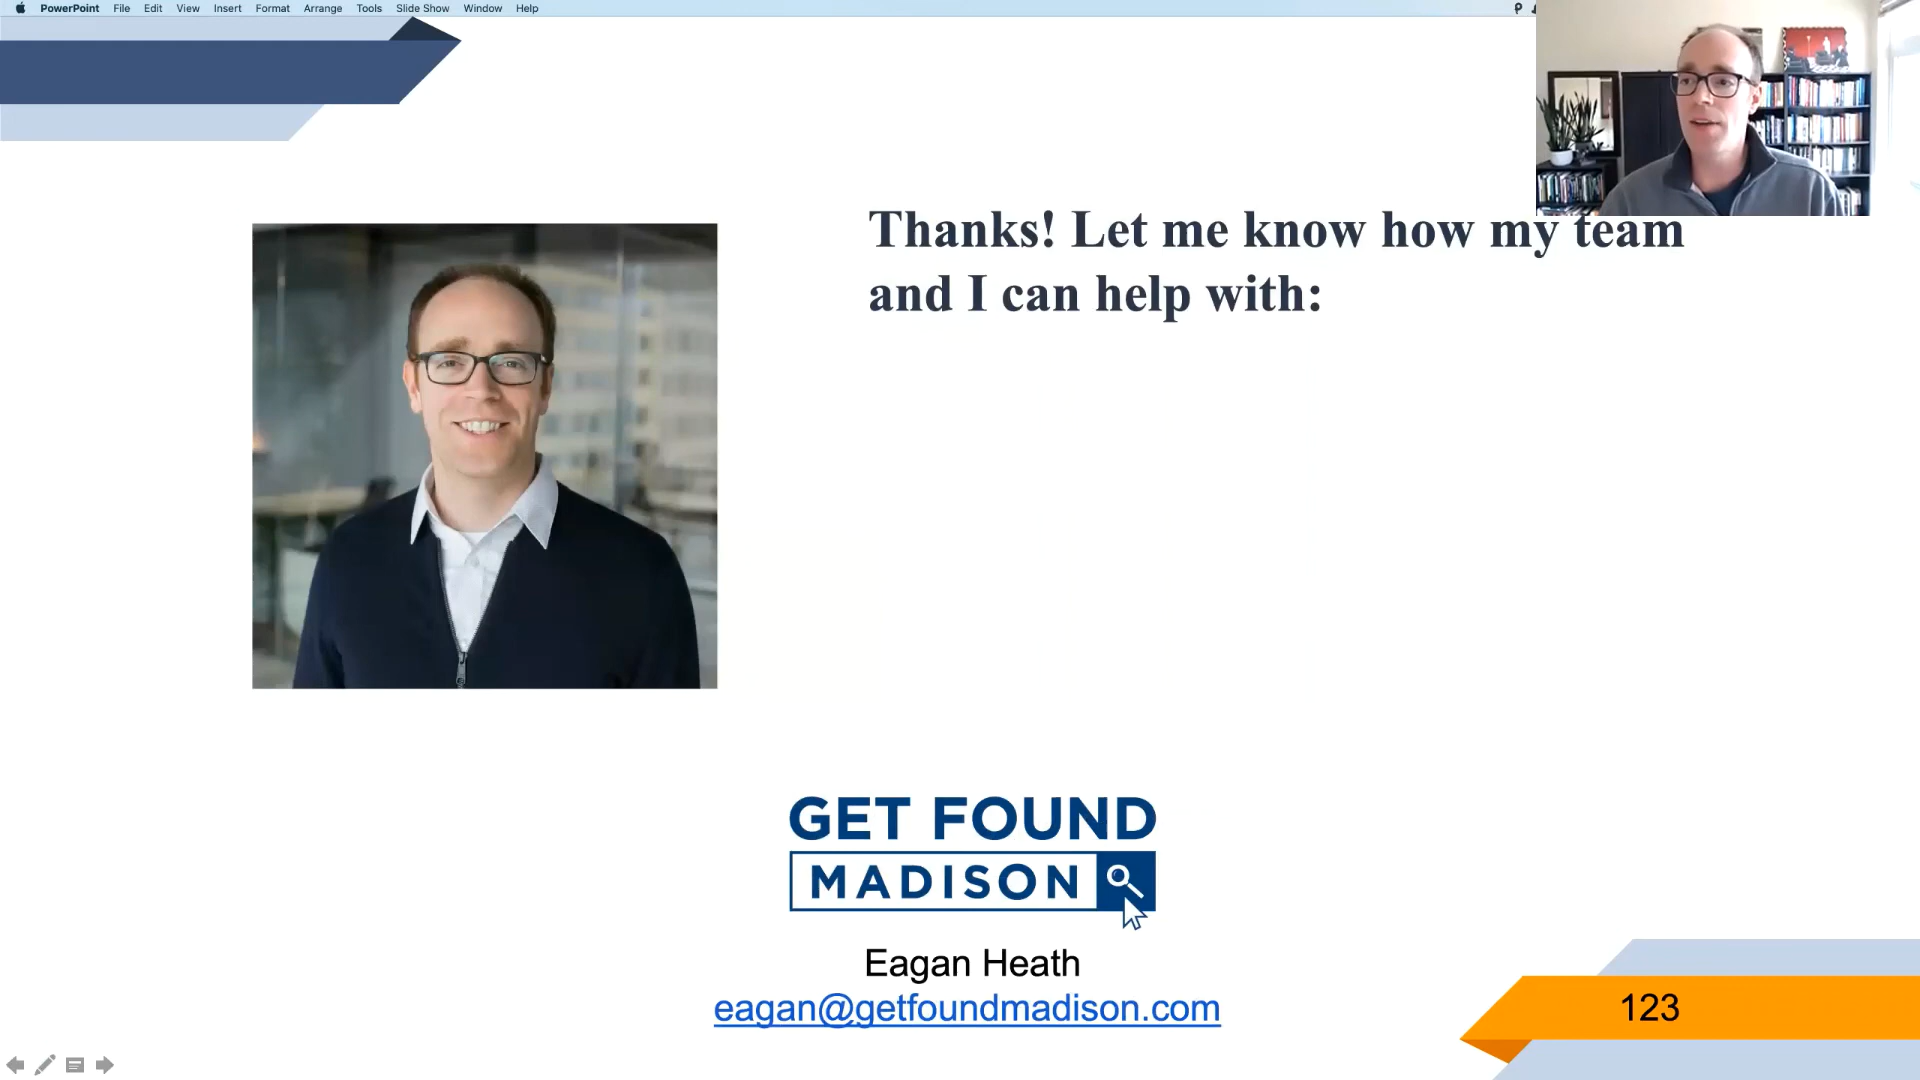 PowerPoint File Edit View Insert Format Arrange Tools Slide Show Window Help
Thanks! Let me know how my team
and I can help with:
GET FOUND
MADISON
Eagan Heath
eagan@getfoundmadison.com
123